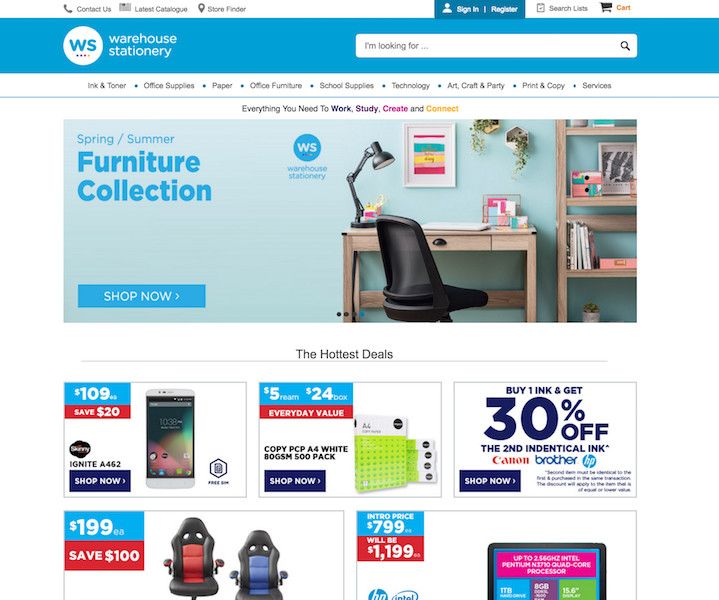 Contact Us Latest Catalogue Store Finder Sign In | Register Search Lists Cart
WS warehouse
stationery
I'm looking for ...
Ink & Toner • Office Supplies • Paper • Office Furniture • School Supplies • Technology • Art, Craft & Party • Print & Copy • Services
Everything You Need To Work, Study, Create and Connect
Spring / Summer
Furniture
Collection
WS
warehouse
stationery
SHOP NOW ›
The Hottest Deals
$109ea
SAVE $20
Skinny
IGNITE A462
SHOP NOW ›
FREE SIM
$5ream $24box
EVERYDAY VALUE
COPY PCP A4 WHITE
80GSM 500 PACK
SHOP NOW ›
A4
BUY 1 INK & GET
30% OFF
THE 2ND INDENTICAL INK^
Canon brother hp
^Second item must be identical to the
first & purchased in the same transaction.
The discount will apply to the item that is
of equal or lower value.
SHOP NOW ›
$199ea
SAVE $100
INTRO PRICE
$799ea
WILL BE
$1,199ea
hp intel
UP TO 2.56GHZ INTEL
PENTIUM N3710 QUAD-CORE
PROCESSOR
1TB
HARD DRIVE
8GB
DDR3L
-1600
RAM
15.6"
DISPLAY